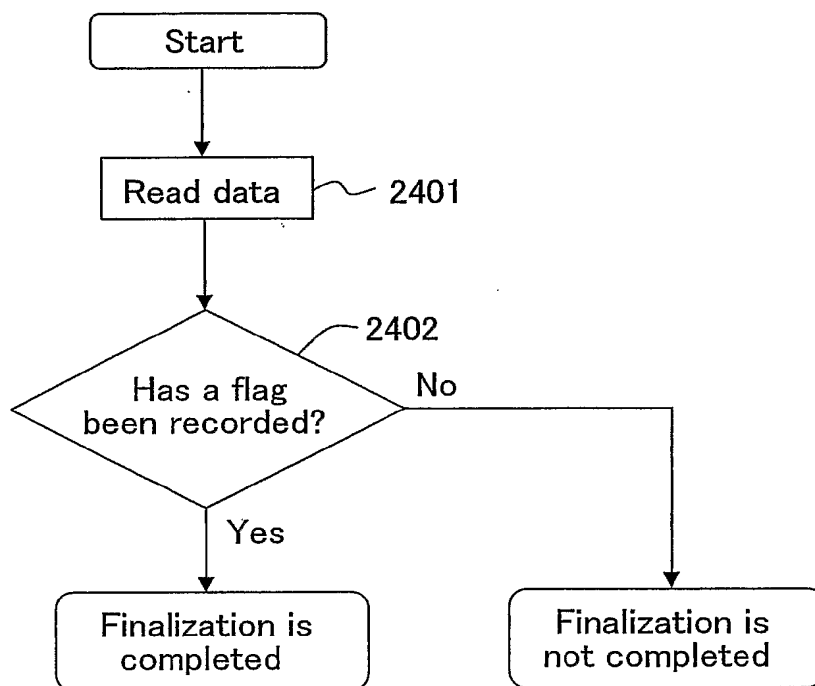 Start
Read data
2401
2402
Has a flag
been recorded?
No
Yes
Finalization is
completed
Finalization is
not completed